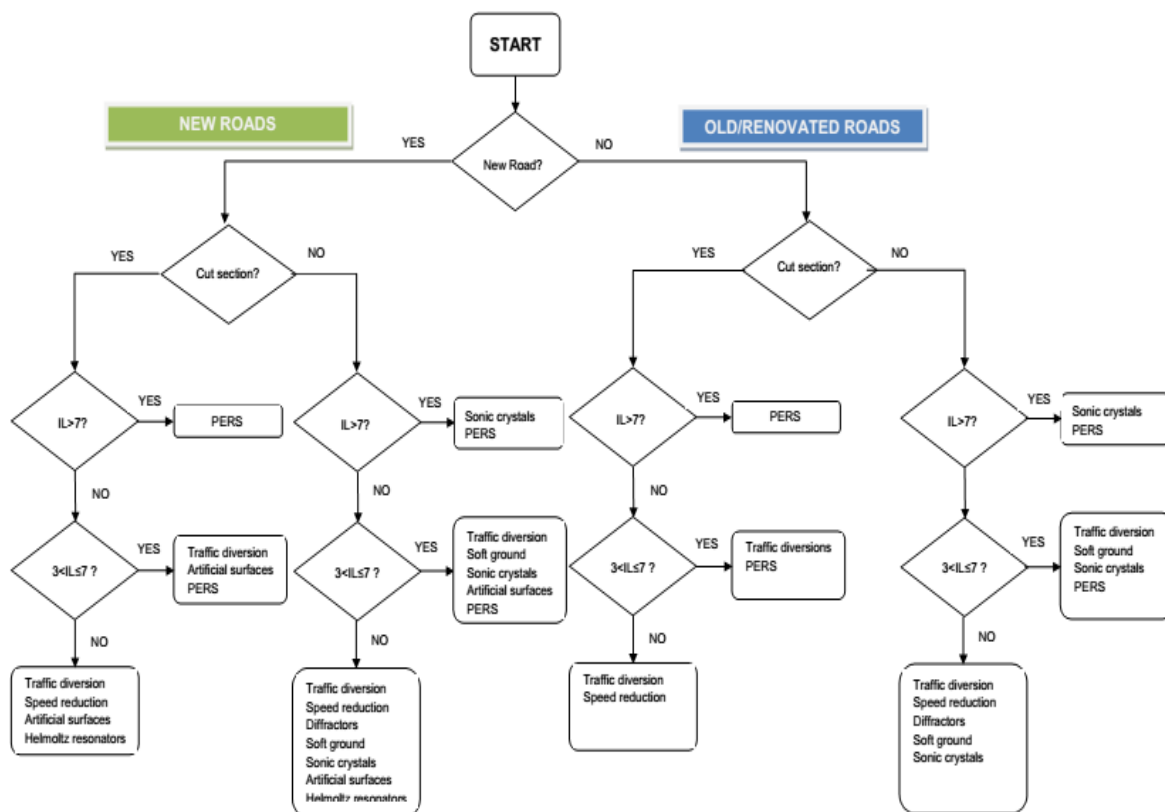 START
NEW ROADS
OLD/RENOVATED ROADS
YES
NO
New Road?
YES
NO
Cut section?
YES
NO
Cut section?
IL>7?
YES
PERS
IL>7?
YES
Sonic crystals
PERS
IL>7?
YES
PERS
IL>7?
YES
Sonic crystals
PERS
NO
NO
NO
NO
3<IL≤7 ?
YES
Traffic diversion
Artificial surfaces
PERS
3<IL≤7 ?
YES
Traffic diversion
Soft ground
Sonic crystals
Artificial surfaces
PERS
3<IL≤7 ?
YES
Traffic diversions
PERS
3<IL≤7 ?
YES
Traffic diversion
Soft ground
Sonic crystals
PERS
NO
NO
NO
NO
Traffic diversion
Speed reduction
Artificial surfaces
Helmoltz resonators
Traffic diversion
Speed reduction
Diffractors
Soft ground
Sonic crystals
Artificial surfaces
Helmoltz resonators
Traffic diversion
Speed reduction
Traffic diversion
Speed reduction
Diffractors
Soft ground
Sonic crystals